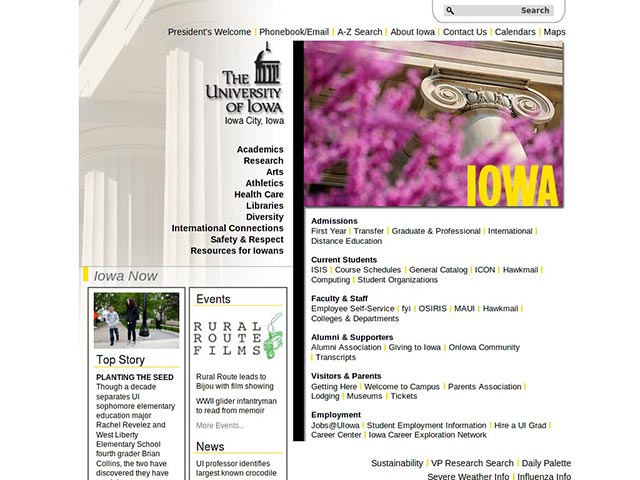 Search
President's Welcome | Phonebook/Email | A-Z Search | About Iowa | Contact Us | Calendars | Maps
THE
UNIVERSITY
OF IOWA
Iowa City, Iowa
Academics
Research
Arts
Athletics
Health Care
Libraries
Diversity
International Connections
Safety & Respect
Resources for Iowans
IOWA
Iowa Now
Top Story
PLANTING THE SEED
Though a decade
separates UI
sophomore elementary
education major
Rachel Revelez and
West Liberty
Elementary School
fourth grader Brian
Collins, the two have
discovered they have
Events
RURAL
ROUTE
FILMS
Rural Route leads to
Bijou with film showing
WWII glider infantryman
to read from memoir
More Events...
News
UI professor identifies
largest known crocodile
Admissions
First Year | Transfer | Graduate & Professional | International |
Distance Education
Current Students
ISIS | Course Schedules | General Catalog | ICON | Hawkmail |
Computing | Student Organizations
Faculty & Staff
Employee Self-Service | fyi | OSIRIS | MAUI | Hawkmail |
Colleges & Departments
Alumni & Supporters
Alumni Association | Giving to Iowa | OnIowa Community
| Transcripts
Visitors & Parents
Getting Here | Welcome to Campus | Parents Association |
Lodging | Museums | Tickets
Employment
Jobs@UIowa | Student Employment Information | Hire a UI Grad |
Career Center | Iowa Career Exploration Network
Sustainability | VP Research Search | Daily Palette
Severe Weather Info | Influenza Info